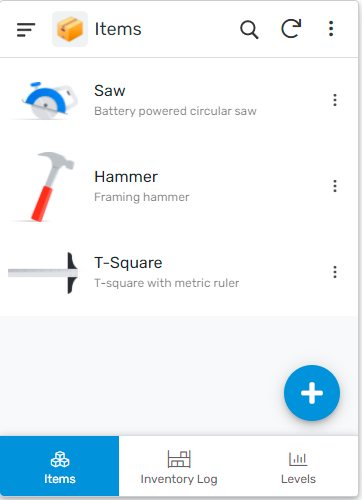 Items
Saw
Battery powered circular saw
Hammer
Framing hammer
T-Square
T-square with metric ruler
Items
Inventory Log
Levels